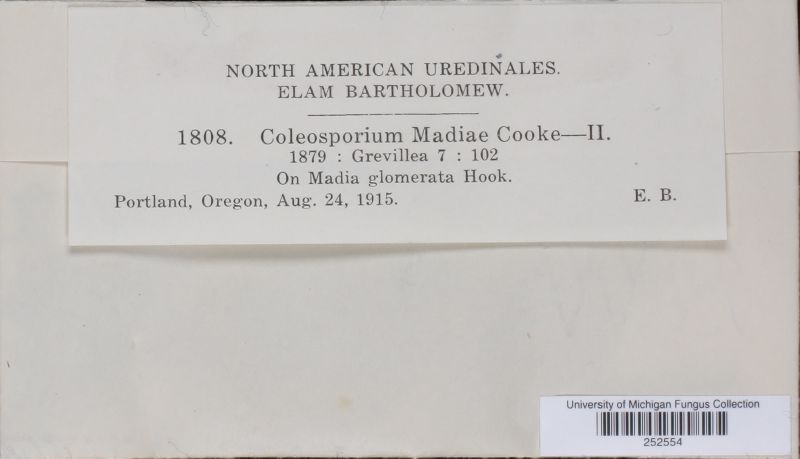 NORTH AMERICAN UREDINALES.
ELAM BARTHOLOMEW.
1808. Coleosporium Madiae Cooke—II.
1879 : Grevillea 7 : 102
On Madia glomerata Hook.
Portland, Oregon, Aug. 24, 1915. E. B.
University of Michigan Fungus Collection
252554